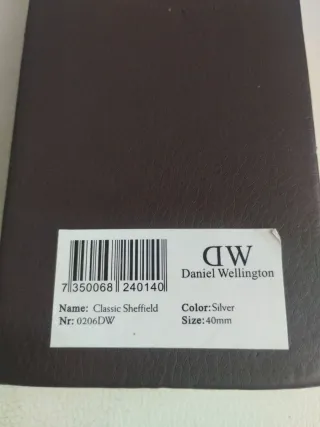 DW
Daniel Wellington
7 350068 240140
Name: Classic Sheffield
Color: Silver
Nr: 0206DW
Size: 40mm